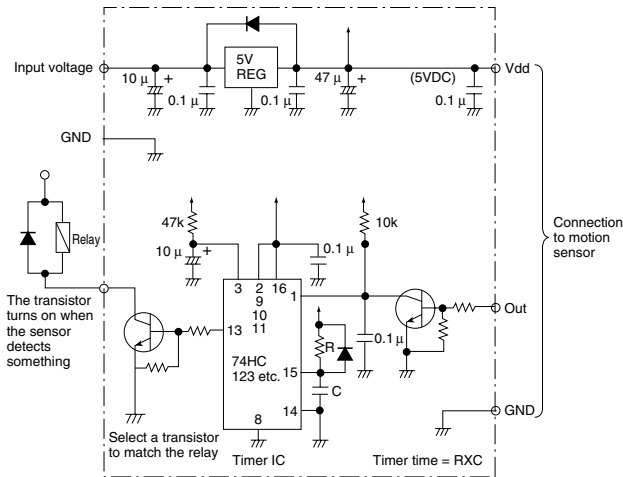 Input voltage
10 μ
+
0.1 μ
5V
REG
0.1 μ
47 μ
+
(5VDC)
0.1 μ
Vdd
GND
Relay
The transistor
turns on when
the sensor
detects
something
47k
10 μ
+
0.1 μ
10k
3
2
16
9
10
11
1
13
74HC
123 etc.
15
14
8
R
C
0.1 μ
Out
GND
Connection
to motion
sensor
Select a transistor
to match the relay
Timer IC
Timer time = RXC